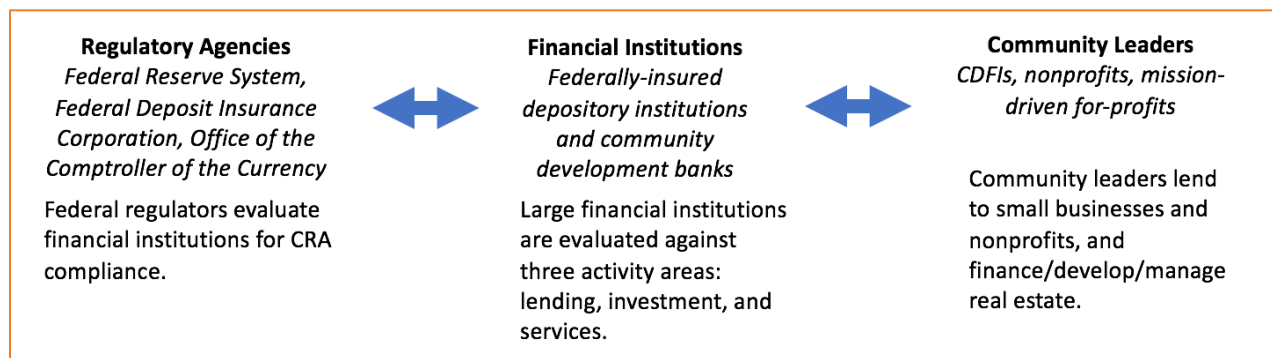 Regulatory Agencies
Federal Reserve System,
Federal Deposit Insurance
Corporation, Office of the
Comptroller of the Currency
Federal regulators evaluate
financial institutions for CRA
compliance.
Financial Institutions
Federally-insured
depository institutions
and community
development banks
Large financial institutions
are evaluated against
three activity areas:
lending, investment, and
services.
Community Leaders
CDFIs, nonprofits, mission-
driven for-profits
Community leaders lend
to small businesses and
nonprofits, and
finance/develop/manage
real estate.